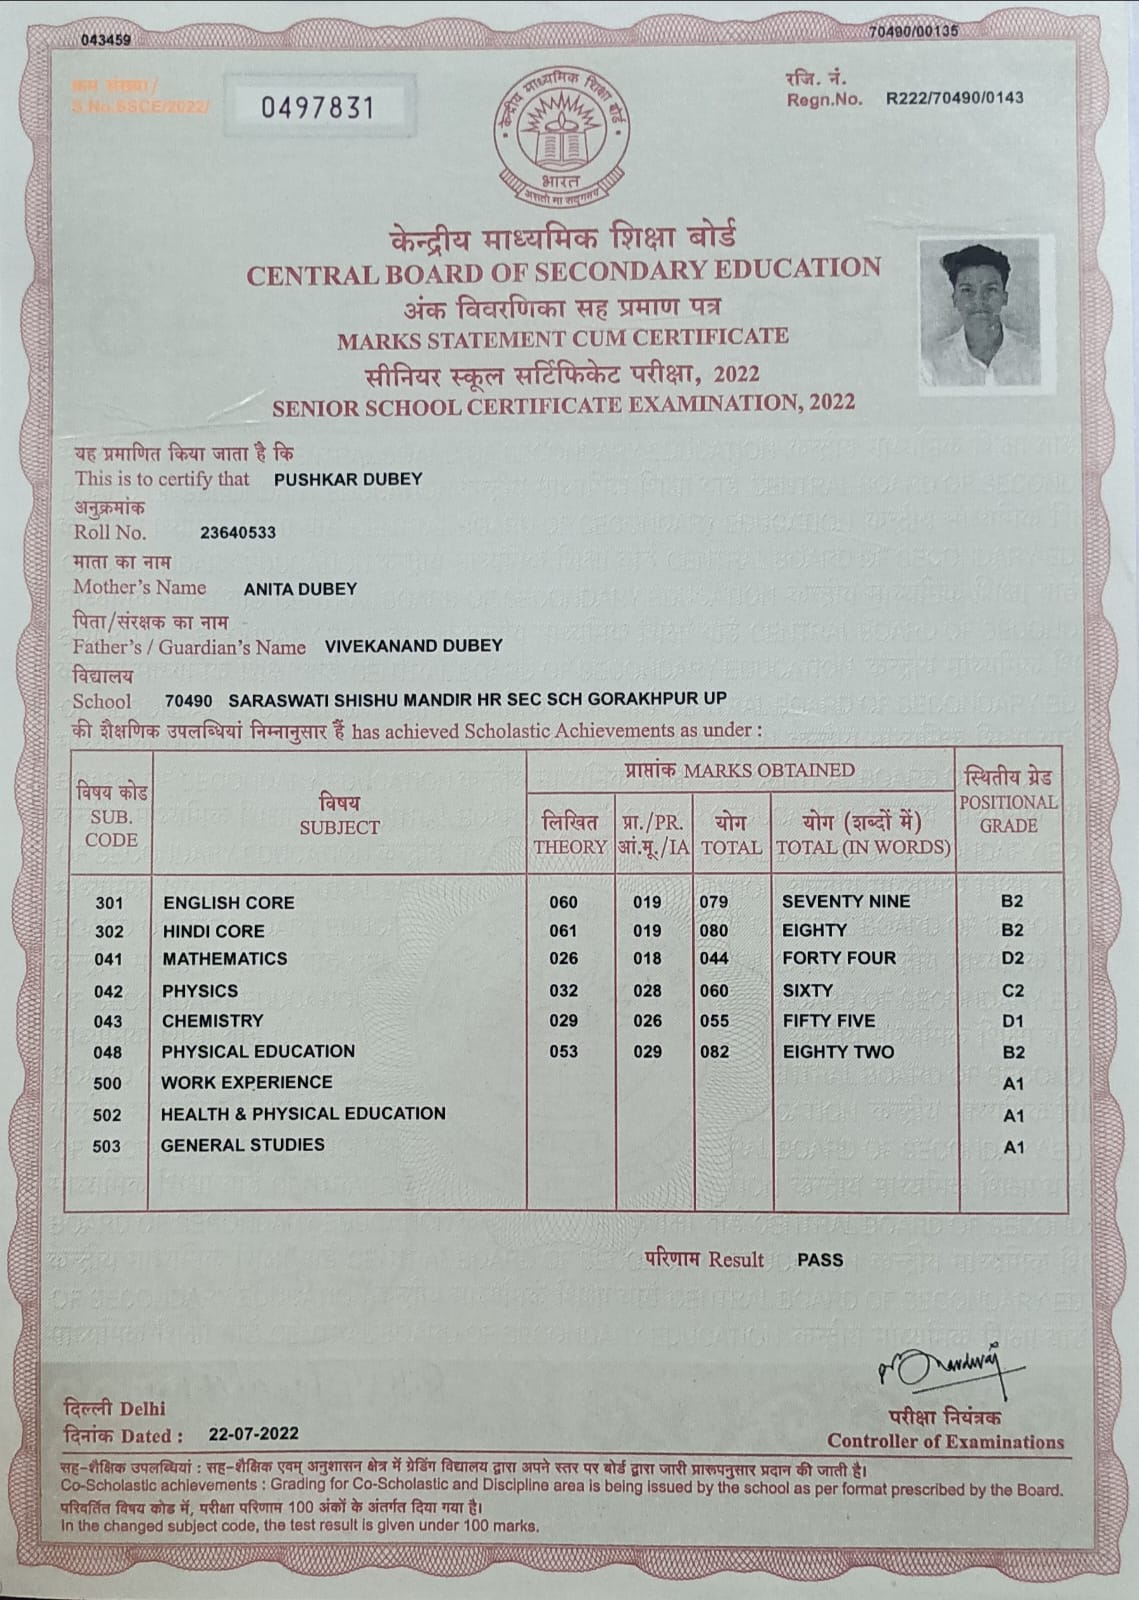 043459
70490/00135
क्रम संख्या/
S.No.SSCE/2022/
0497831
रजि. नं.
Regn.No. R222/70490/0143
केन्द्रीय माध्यमिक शिक्षा बोर्ड
भारत
असतो मा सद्गमय
केन्द्रीय माध्यमिक शिक्षा बोर्ड
CENTRAL BOARD OF SECONDARY EDUCATION
अंक विवरणिका सह प्रमाण पत्र
MARKS STATEMENT CUM CERTIFICATE
सीनियर स्कूल सर्टिफिकेट परीक्षा, 2022
SENIOR SCHOOL CERTIFICATE EXAMINATION, 2022
यह प्रमाणित किया जाता है कि
This is to certify that PUSHKAR DUBEY
अनुक्रमांक
Roll No. 23640533
माता का नाम
Mother's Name ANITA DUBEY
पिता/संरक्षक का नाम
Father's / Guardian's Name VIVEKANAND DUBEY
विद्यालय
School 70490 SARASWATI SHISHU MANDIR HR SEC SCH GORAKHPUR UP
की शैक्षणिक उपलब्धियां निम्नानुसार हैं has achieved Scholastic Achievements as under :
विषय कोड
SUB.
CODE
विषय
SUBJECT
प्राप्तांक MARKS OBTAINED
लिखित
THEORY
प्रा./PR.
आं.मू./IA
योग
TOTAL
योग (शब्दों में)
TOTAL (IN WORDS)
स्थितीय ग्रेड
POSITIONAL
GRADE
301 ENGLISH CORE 060 019 079 SEVENTY NINE B2
302 HINDI CORE 061 019 080 EIGHTY B2
041 MATHEMATICS 026 018 044 FORTY FOUR D2
042 PHYSICS 032 028 060 SIXTY C2
043 CHEMISTRY 029 026 055 FIFTY FIVE D1
048 PHYSICAL EDUCATION 053 029 082 EIGHTY TWO B2
500 WORK EXPERIENCE A1
502 HEALTH & PHYSICAL EDUCATION A1
503 GENERAL STUDIES A1
परिणाम Result PASS
दिल्ली Delhi
दिनांक Dated : 22-07-2022
परीक्षा नियंत्रक
Controller of Examinations
सह-शैक्षिक उपलब्धियां : सह-शैक्षिक एवम् अनुशासन क्षेत्र में ग्रेडिंग विद्यालय द्वारा अपने स्तर पर बोर्ड द्वारा जारी प्रारूपनुसार प्रदान की जाती है।
Co-Scholastic achievements : Grading for Co-Scholastic and Discipline area is being issued by the school as per format prescribed by the Board.
परिवर्तित विषय कोड में, परीक्षा परिणाम 100 अंकों के अंतर्गत दिया गया है।
In the changed subject code, the test result is given under 100 marks.